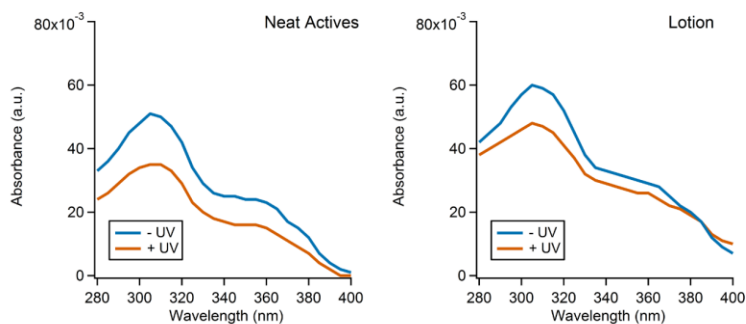 Neat Actives
80x10⁻³
60
40
20
0
Absorbance (a.u.)
- UV
+ UV
280 300 320 340 360 380 400
Wavelength (nm)
Lotion
80x10⁻³
60
40
20
0
Absorbance (a.u.)
- UV
+ UV
280 300 320 340 360 380 400
Wavelength (nm)